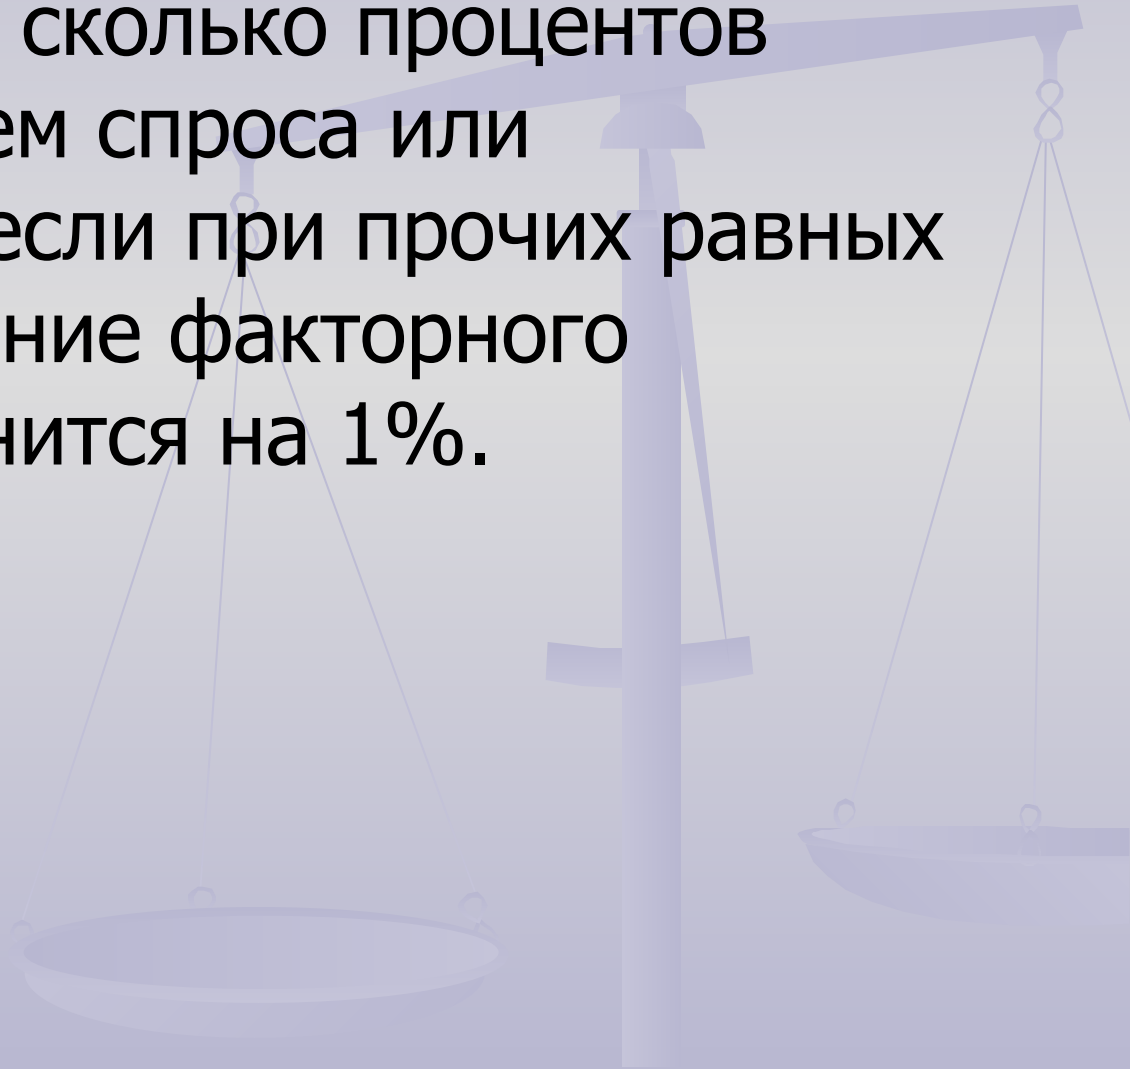 сколько процентов
ем спроса или
если при прочих равных
ние факторного
нится на 1%.